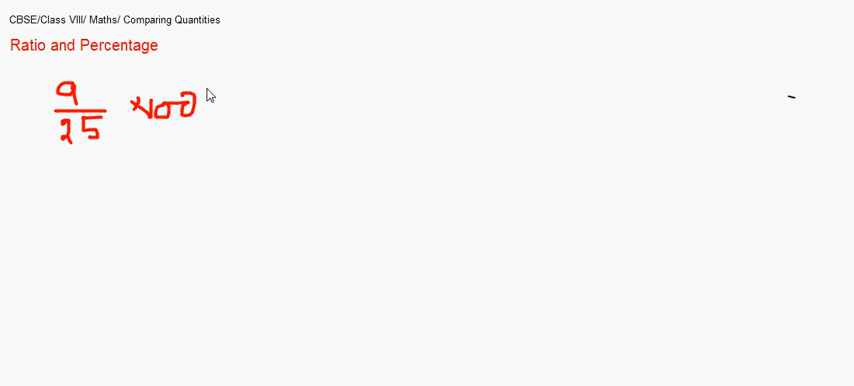 CBSE/Class VIII/ Maths/ Comparing Quantities
Ratio and Percentage
9
25
×100